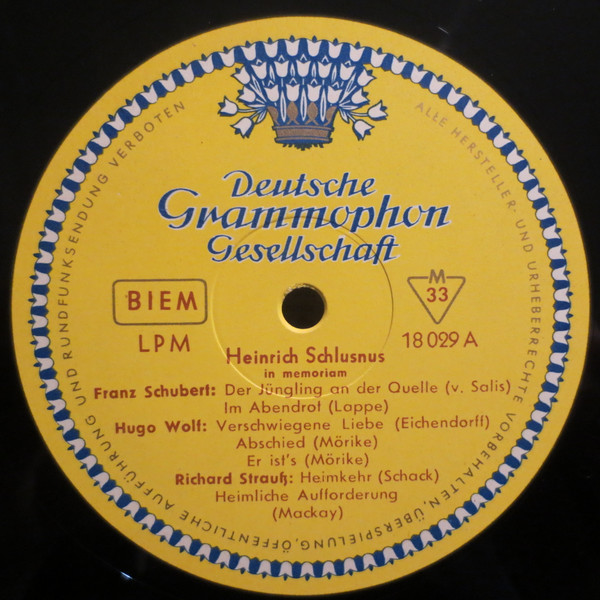 Deutsche
Grammophon
Gesellschaft
BIEM
M
33
LPM
18 029 A
Heinrich Schlusnus
in memoriam
Franz Schubert: Der Jüngling an der Quelle (v. Salis) –
Im Abendrot (Lappe)
Hugo Wolf: Verschwiegene Liebe (Eichendorff)
Abschied (Mörike)
Er ist's (Mörike)
Richard Strauß: Heimkehr (Schack)
Heimliche Aufforderung
(Mackay)
ALLE HERSTELLER- UND URHEBERRECHTE VORBEHALTEN, ÜBERSPIELUNG, ÖFFENTLICHE AUFFÜHRUNG UND RUNDFUNKSENDUNG VERBOTEN